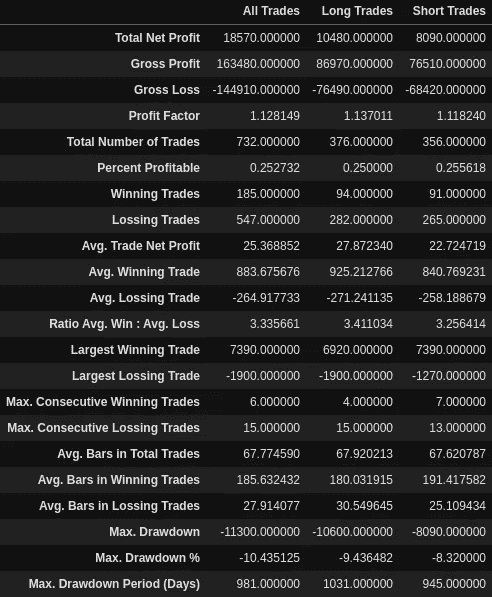 All Trades Long Trades Short Trades
Total Net Profit 18570.000000 10480.000000 8090.000000
Gross Profit 163480.000000 86970.000000 76510.000000
Gross Loss -144910.000000 -76490.000000 -68420.000000
Profit Factor 1.128149 1.137011 1.118240
Total Number of Trades 732.000000 376.000000 356.000000
Percent Profitable 0.252732 0.250000 0.255618
Winning Trades 185.000000 94.000000 91.000000
Lossing Trades 547.000000 282.000000 265.000000
Avg. Trade Net Profit 25.368852 27.872340 22.724719
Avg. Winning Trade 883.675676 925.212766 840.769231
Avg. Lossing Trade -264.917733 -271.241135 -258.188679
Ratio Avg. Win : Avg. Loss 3.335661 3.411034 3.256414
Largest Winning Trade 7390.000000 6920.000000 7390.000000
Largest Lossing Trade -1900.000000 -1900.000000 -1270.000000
Max. Consecutive Winning Trades 6.000000 4.000000 7.000000
Max. Consecutive Lossing Trades 15.000000 15.000000 13.000000
Avg. Bars in Total Trades 67.774590 67.920213 67.620787
Avg. Bars in Winning Trades 185.632432 180.031915 191.417582
Avg. Bars in Lossing Trades 27.914077 30.549645 25.109434
Max. Drawdown -11300.000000 -10600.000000 -8090.000000
Max. Drawdown % -10.435125 -9.436482 -8.320000
Max. Drawdown Period (Days) 981.000000 1031.000000 945.000000